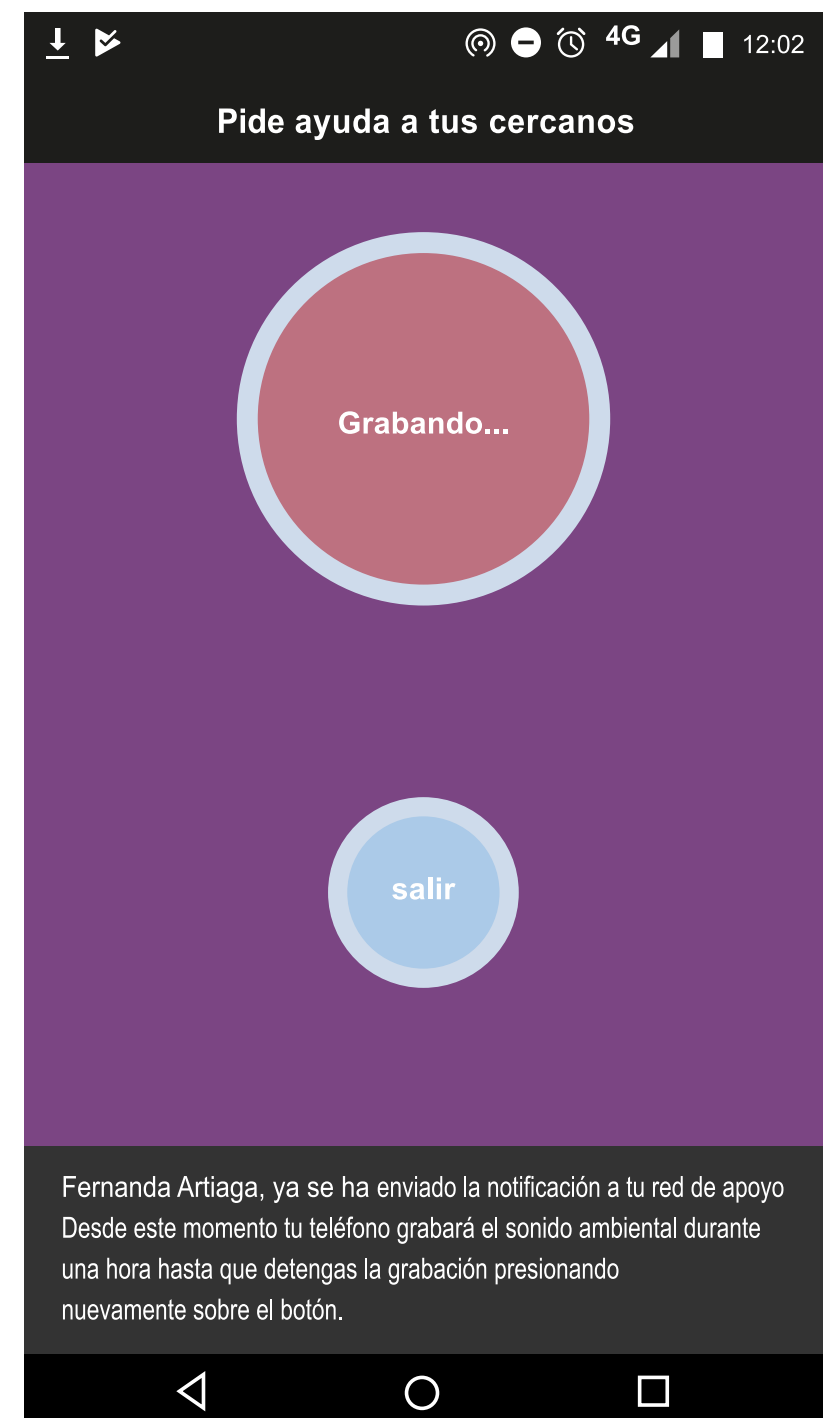 4G 12:02
Pide ayuda a tus cercanos
Grabando...
salir
Fernanda Artiaga, ya se ha enviado la notificación a tu red de apoyo
Desde este momento tu teléfono grabará el sonido ambiental durante
una hora hasta que detengas la grabación presionando
nuevamente sobre el botón.